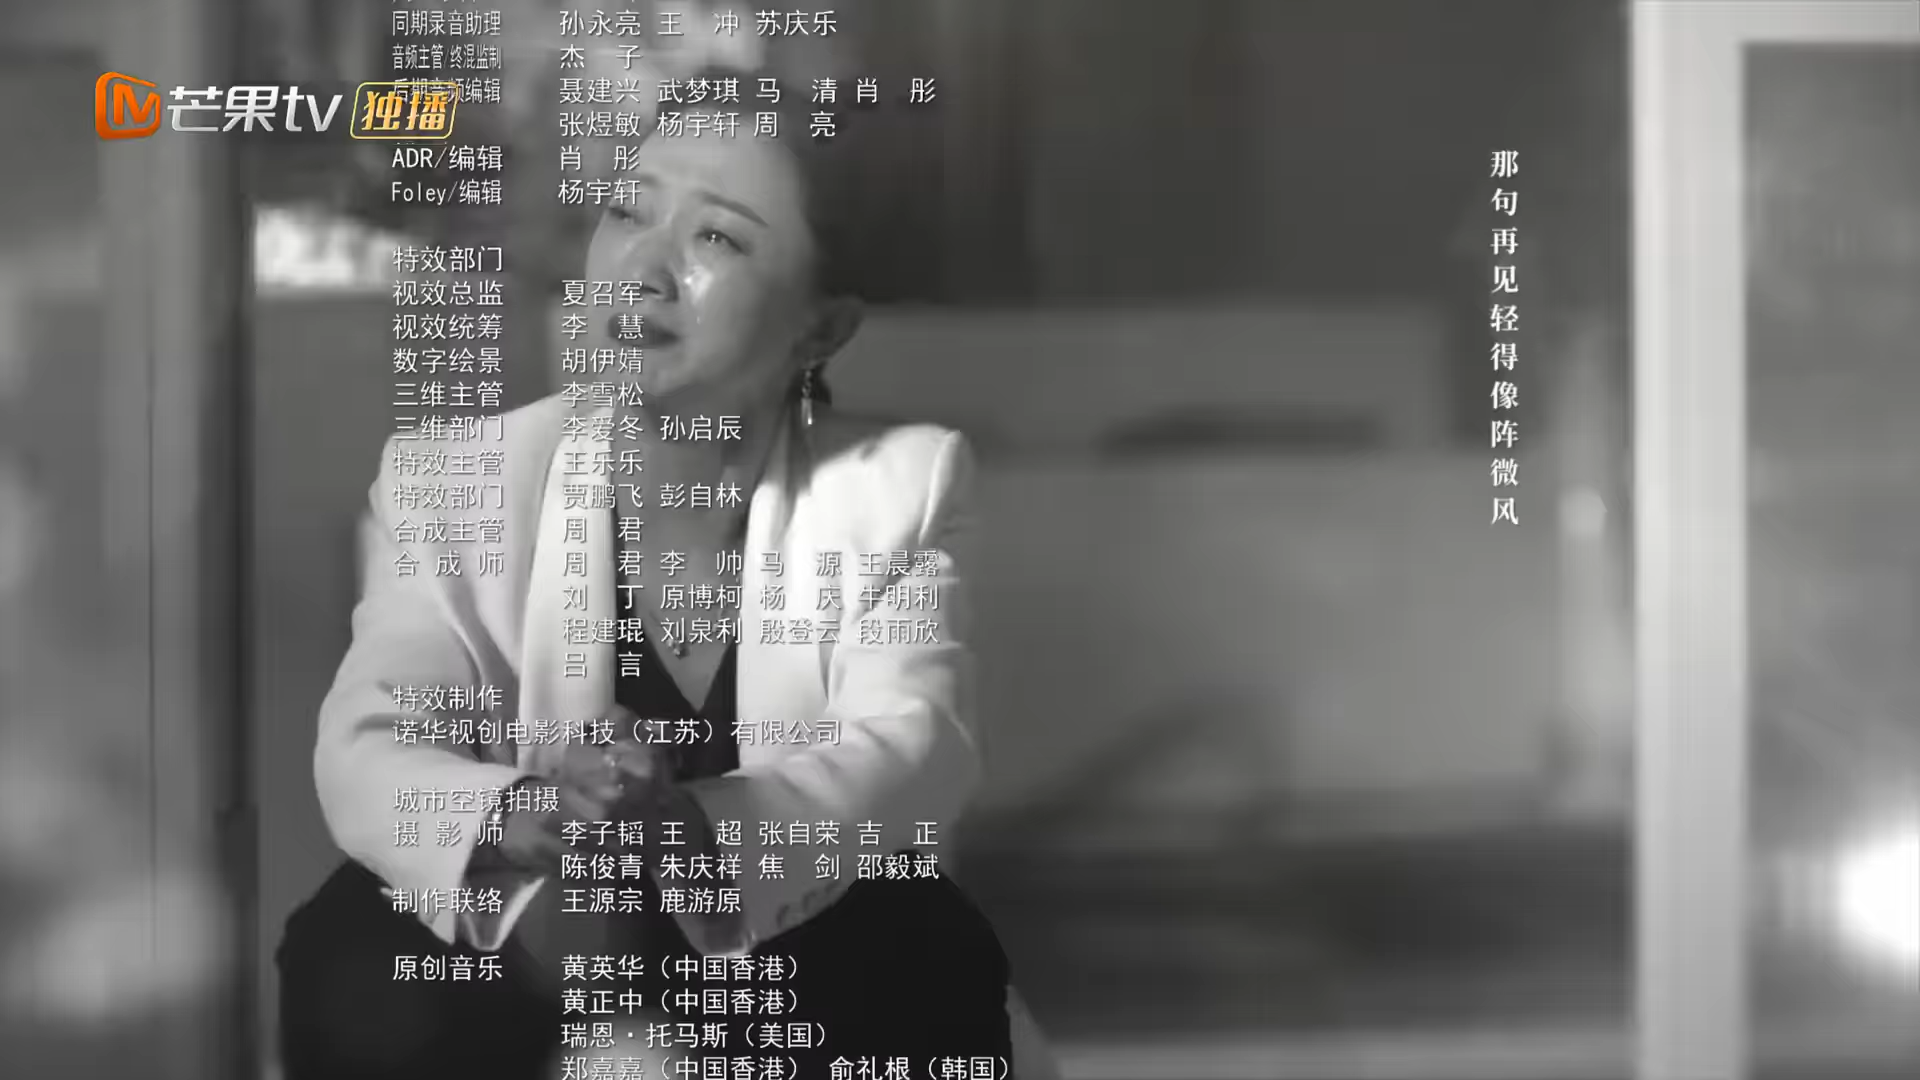 同期录音助理 孙永亮 王 冲 苏庆乐
音频主管/终混监制 杰 子
后期音频编辑 聂建兴 武梦琪 马 清 肖 彤
张煜敏 杨宇轩 周 亮
芒果tv 独播
ADR/编辑 肖 彤
Foley/编辑 杨宇轩
特效部门
视效总监 夏召军
视效统筹 李 慧
数字绘景 胡伊婧
三维主管 李雪松
三维部门 李爱冬 孙启辰
特效主管 王乐乐
特效部门 贾鹏飞 彭自林
合成主管 周 君
合成师 周 君 李 帅 马 源 王晨露
刘 丁 原博柯 杨 庆 牛明利
程建琨 刘泉利 殷登云 段雨欣
吕 言
特效制作
诺华视创电影科技（江苏）有限公司
城市空镜拍摄
摄影师 李子韬 王 超 张自荣 吉 正
陈俊青 朱庆祥 焦 剑 邵毅斌
制作联络 王源宗 鹿游原
原创音乐 黄英华（中国香港）
黄正中（中国香港）
瑞恩·托马斯（美国）
郑嘉嘉（中国香港） 俞礼根（韩国）
那句再见轻得像阵微风